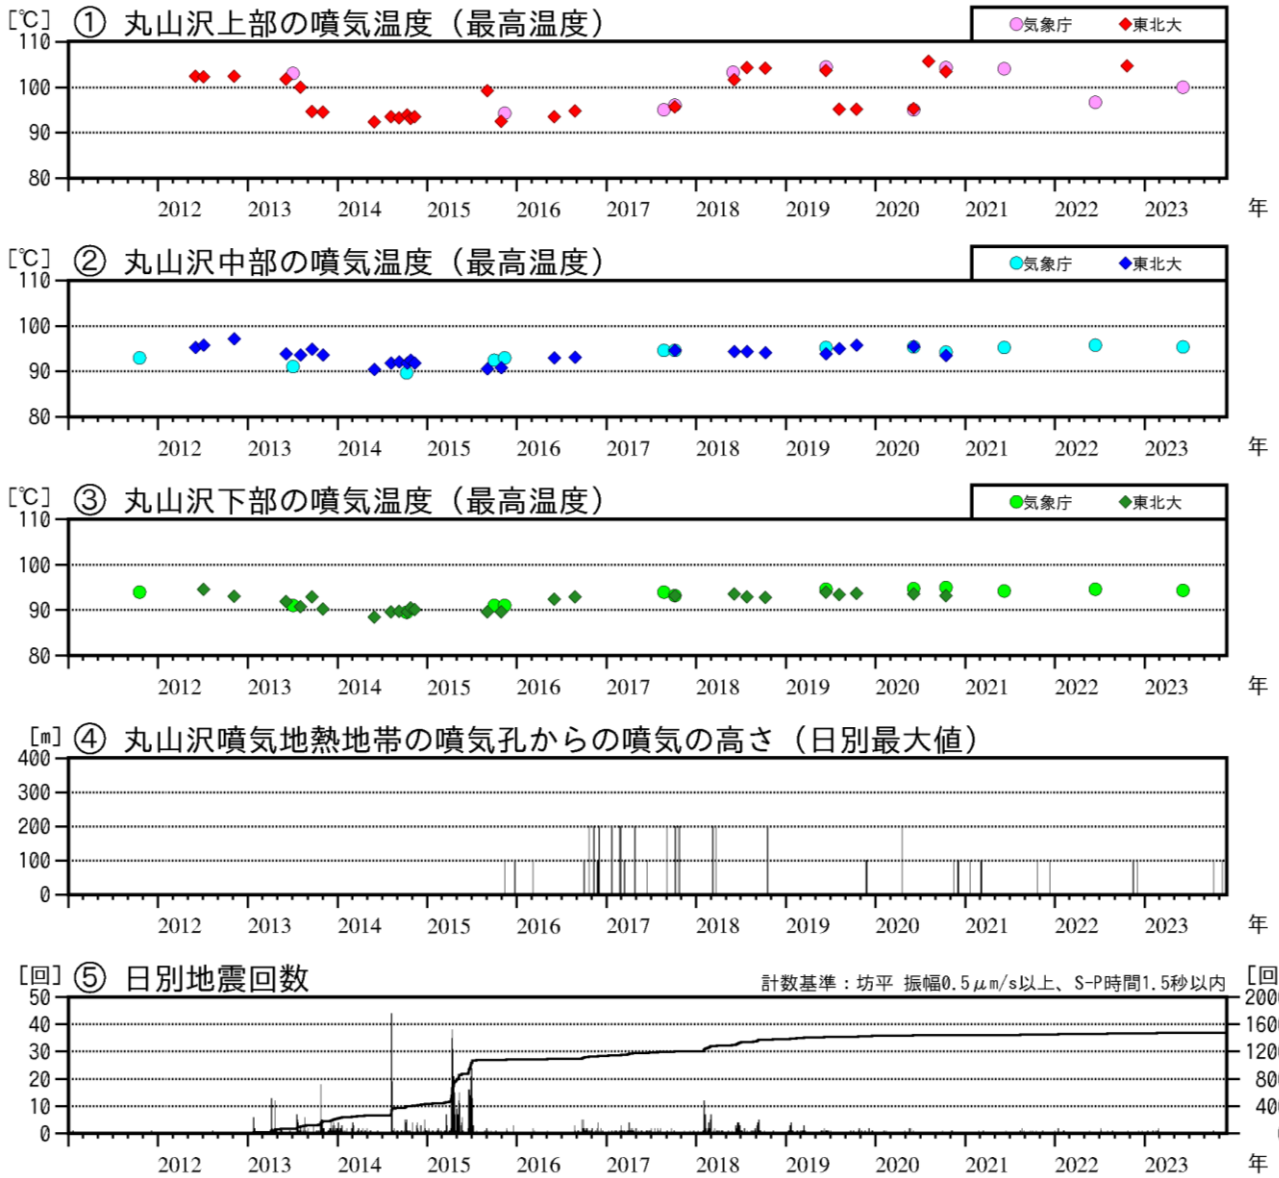 [℃] ① 丸山沢上部の噴気温度（最高温度）
気象庁 東北大
110
100
90
80
2012 2013 2014 2015 2016 2017 2018 2019 2020 2021 2022 2023 年
[℃] ② 丸山沢中部の噴気温度（最高温度）
気象庁 東北大
110
100
90
80
2012 2013 2014 2015 2016 2017 2018 2019 2020 2021 2022 2023 年
[℃] ③ 丸山沢下部の噴気温度（最高温度）
気象庁 東北大
110
100
90
80
2012 2013 2014 2015 2016 2017 2018 2019 2020 2021 2022 2023 年
[m] ④ 丸山沢噴気地熱地帯の噴気孔からの噴気の高さ（日別最大値）
400
300
200
100
0
2012 2013 2014 2015 2016 2017 2018 2019 2020 2021 2022 2023 年
[回] ⑤ 日別地震回数
計数基準：坊平 振幅0.5μm/s以上、S-P時間1.5秒以内 [回
50 2000
40 1600
30 1200
20 800
10 400
0 0
2012 2013 2014 2015 2016 2017 2018 2019 2020 2021 2022 2023 年